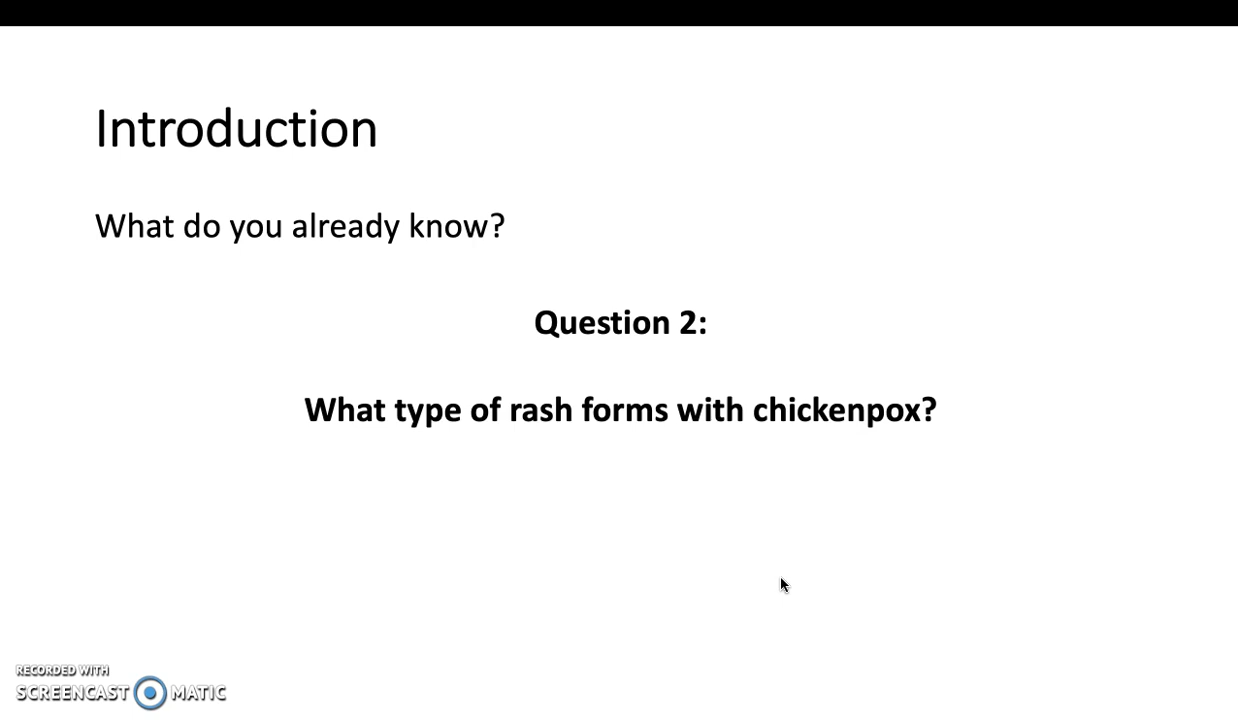 Introduction
What do you already know?
Question 2:
What type of rash forms with chickenpox?
RECORDED WITH
SCREENCAST MATIC